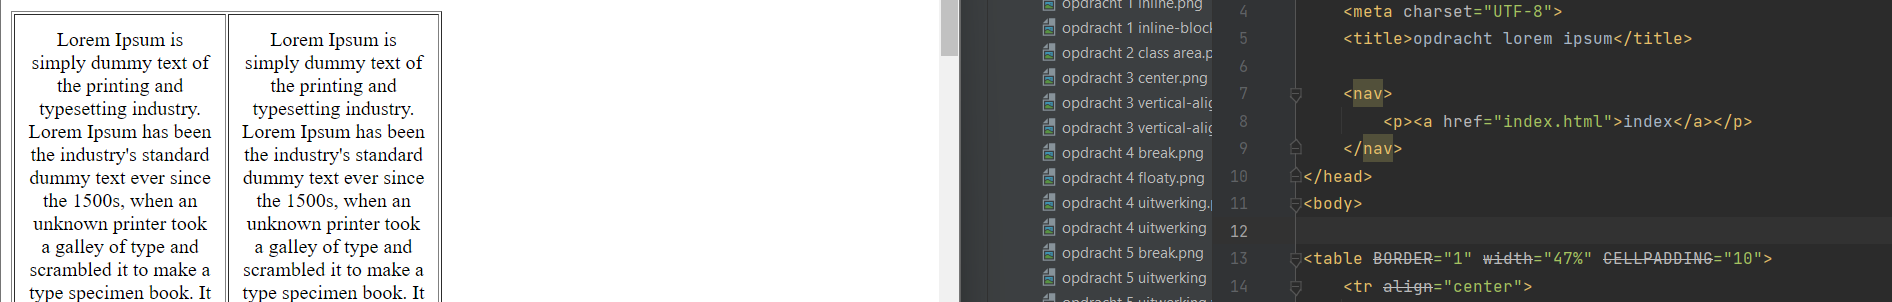 Lorem Ipsum is
simply dummy text of
the printing and
typesetting industry.
Lorem Ipsum has been
the industry's standard
dummy text ever since
the 1500s, when an
unknown printer took
a galley of type and
scrambled it to make a
type specimen book. It
Lorem Ipsum is
simply dummy text of
the printing and
typesetting industry.
Lorem Ipsum has been
the industry's standard
dummy text ever since
the 1500s, when an
unknown printer took
a galley of type and
scrambled it to make a
type specimen book. It
opdracht 1 inline.png
opdracht 1 inline-block
opdracht 2 class area.p
opdracht 3 center.png
opdracht 3 vertical-alig
opdracht 3 vertical-alig
opdracht 4 break.png
opdracht 4 floaty.png
opdracht 4 uitwerking.p
opdracht 4 uitwerking
opdracht 5 break.png
opdracht 5 uitwerking
opdracht 5 uitwerking
4 <meta charset="UTF-8">
5 <title>opdracht lorem ipsum</title>
6
7 <nav>
8 <p><a href="index.html">index</a></p>
9 </nav>
10 </head>
11 <body>
12
13 <table BORDER="1" width="47%" CELLPADDING="10">
14 <tr align="center">